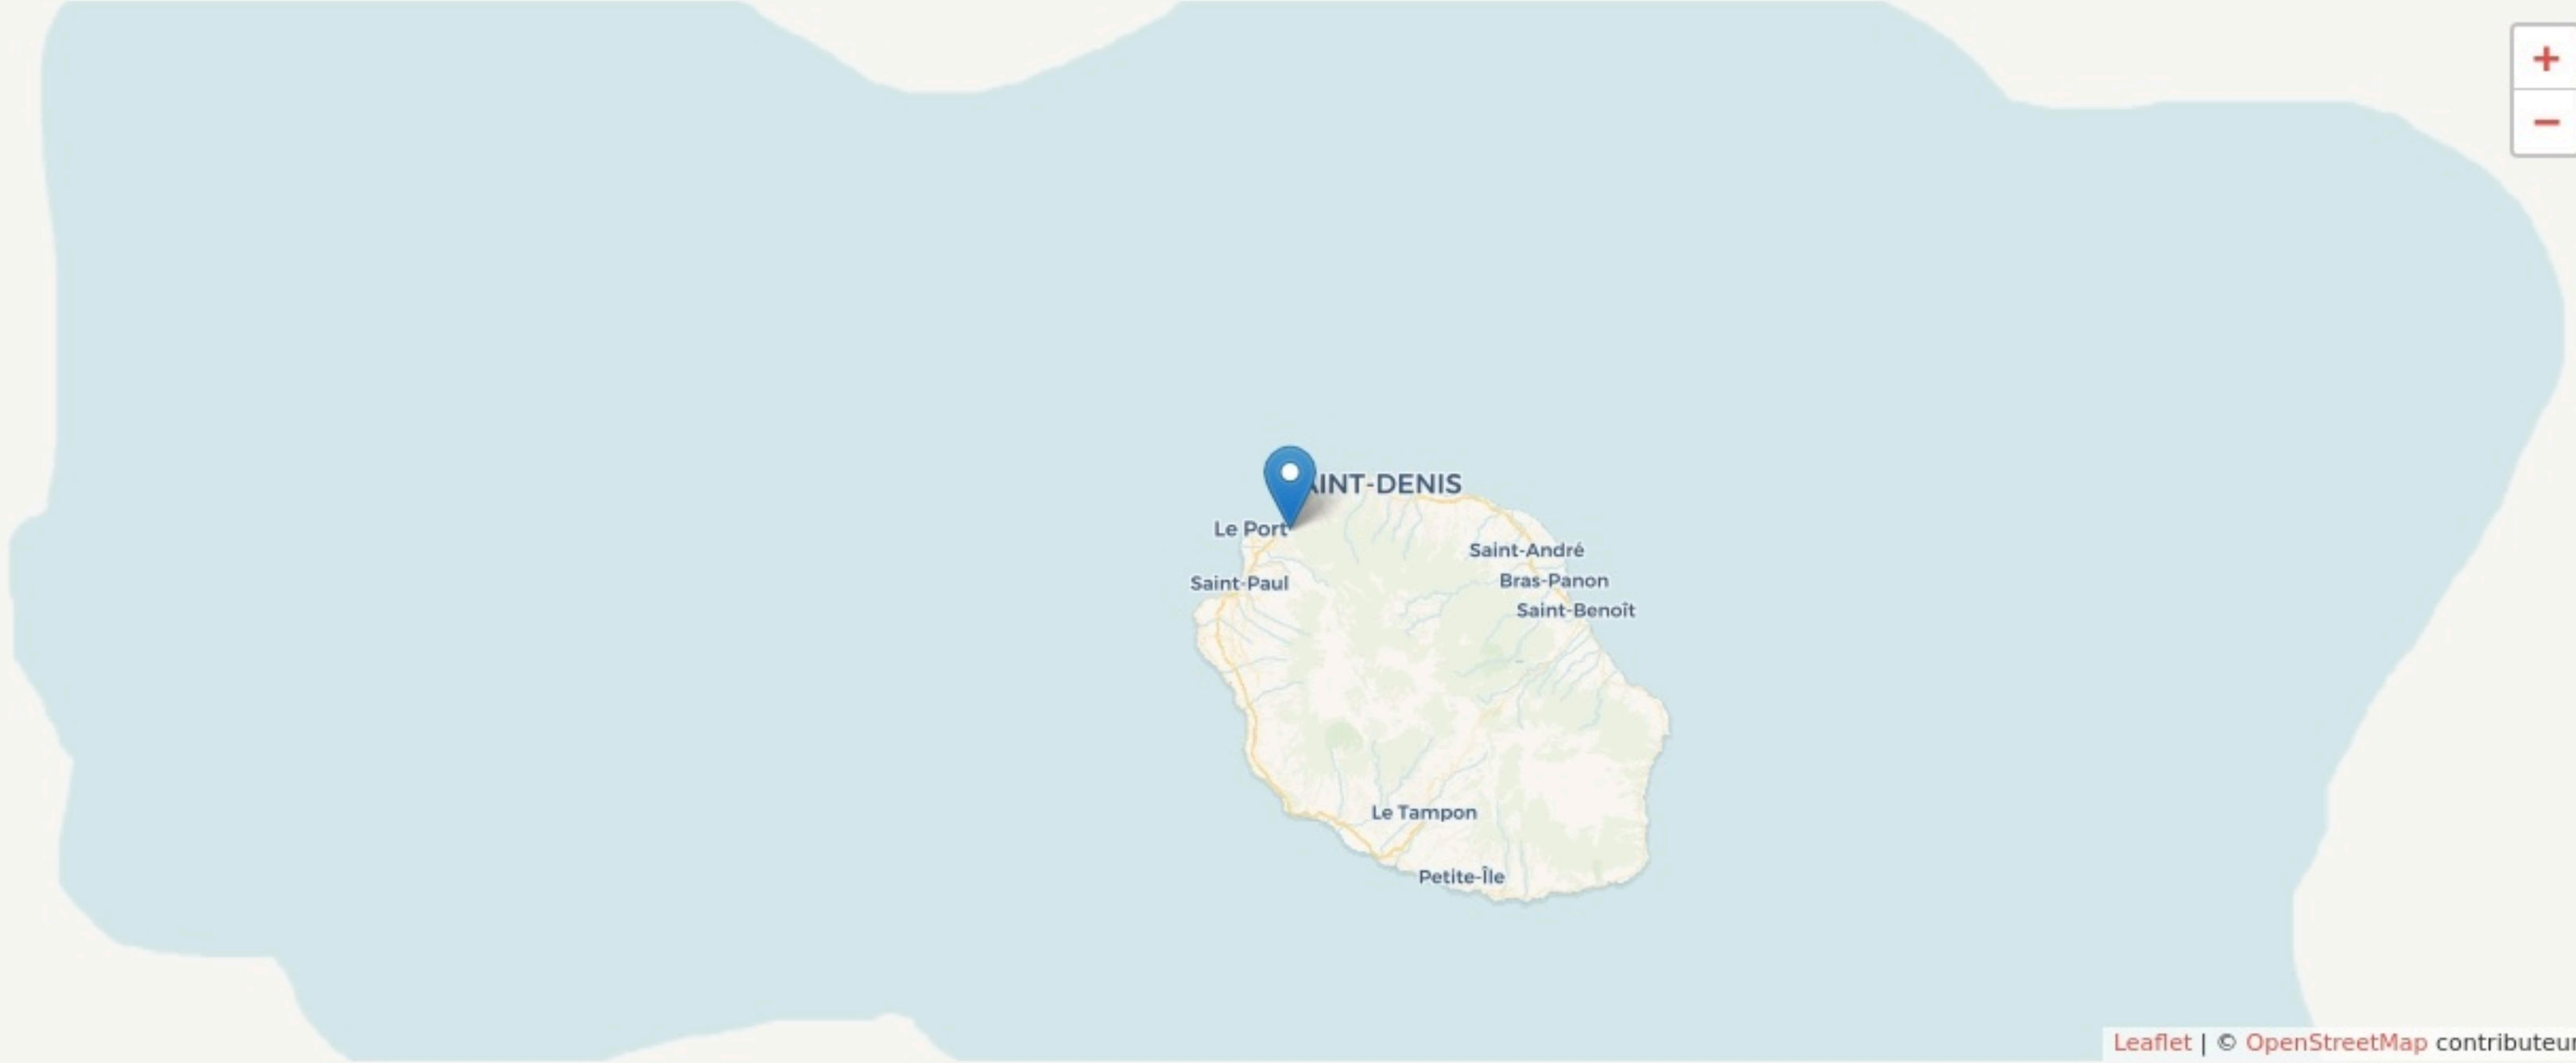 +
−
AINT-DENIS
Le Port
Saint-André
Saint-Paul
Bras-Panon
Saint-Benoît
Le Tampon
Petite-Île
Leaflet | © OpenStreetMap contributeur